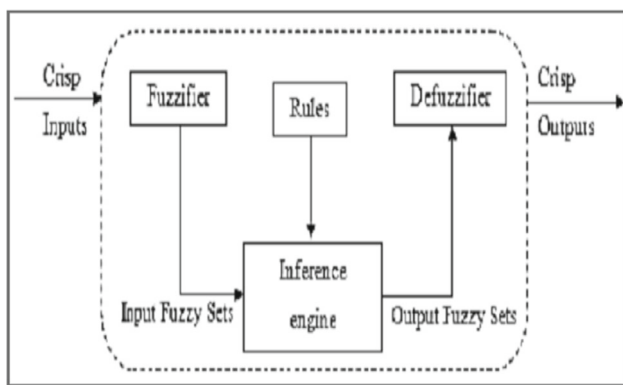 Crisp
Inputs
Fuzzifier
Rules
Defuzzifier
Crisp
Outputs
Input Fuzzy Sets
Inference
engine
Output Fuzzy Sets